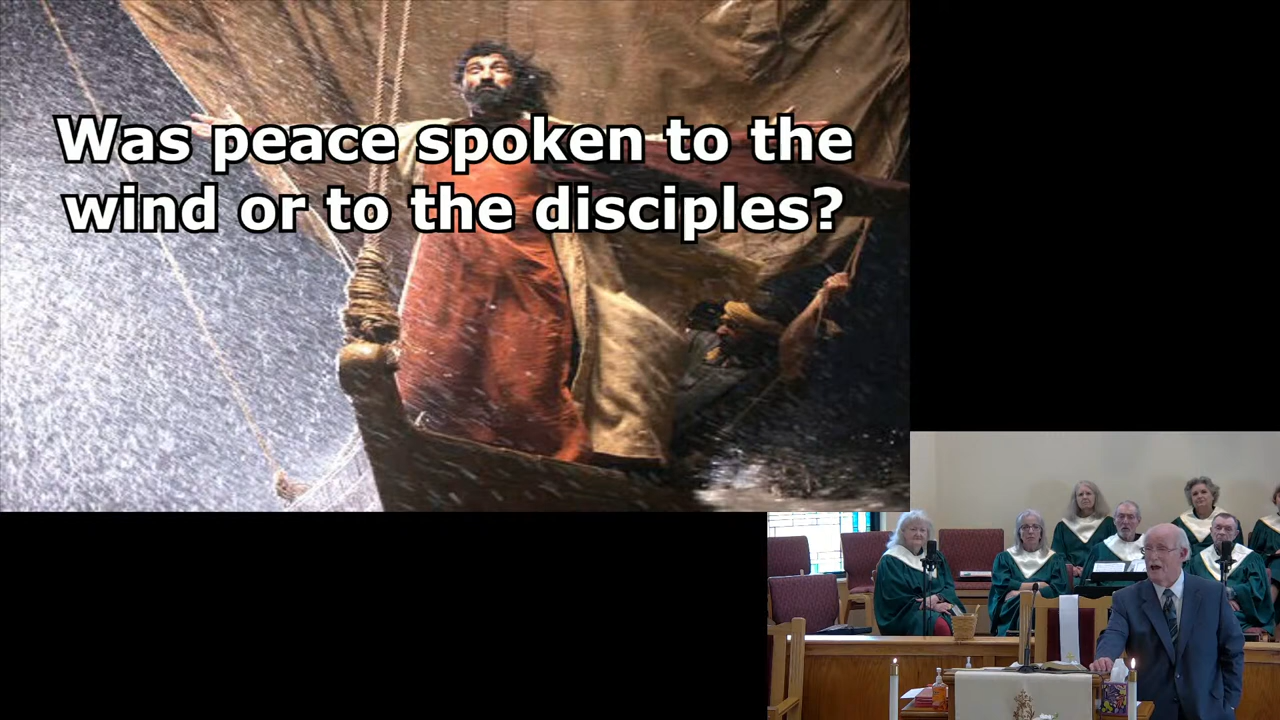 Was peace spoken to the
wind or to the disciples?